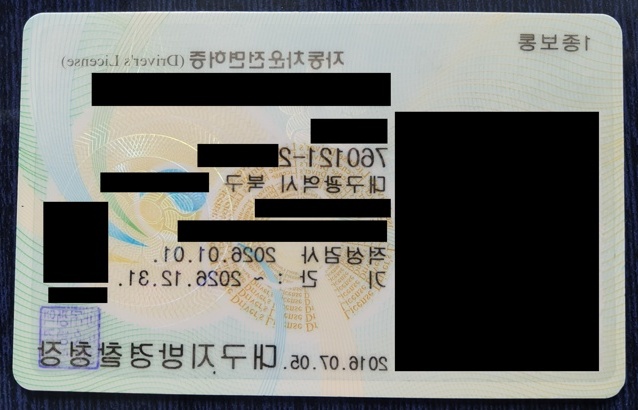 1종보통
자동차운전면허증 (Driver's License)
760121-2
대구광역시 북구
적성검사 2026.01.01.
기 간 : ~ 2026.12.31.
2016.07.05. 대구지방경찰청장